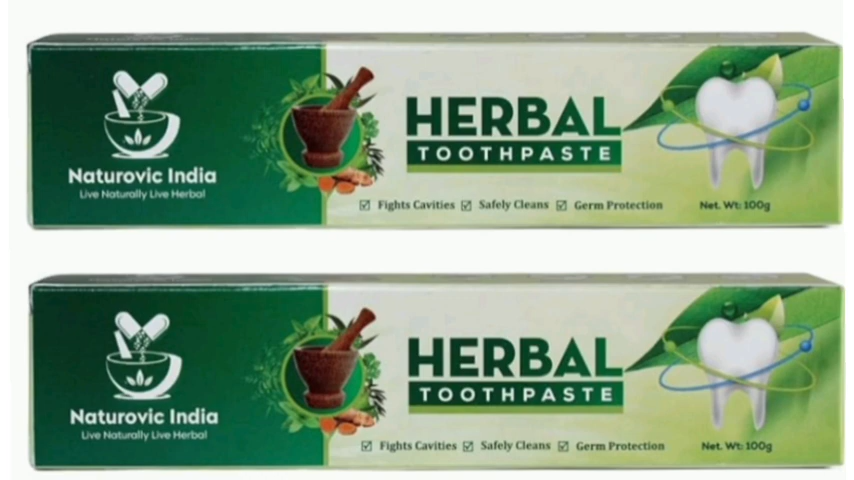 Naturovic India
Live Naturally Live Herbal
HERBAL
TOOTHPASTE
Fights Cavities Safely Cleans Germ Protection
Net. Wt: 100g
Naturovic India
Live Naturally Live Herbal
HERBAL
TOOTHPASTE
Fights Cavities Safely Cleans Germ Protection
Net. Wt: 100g